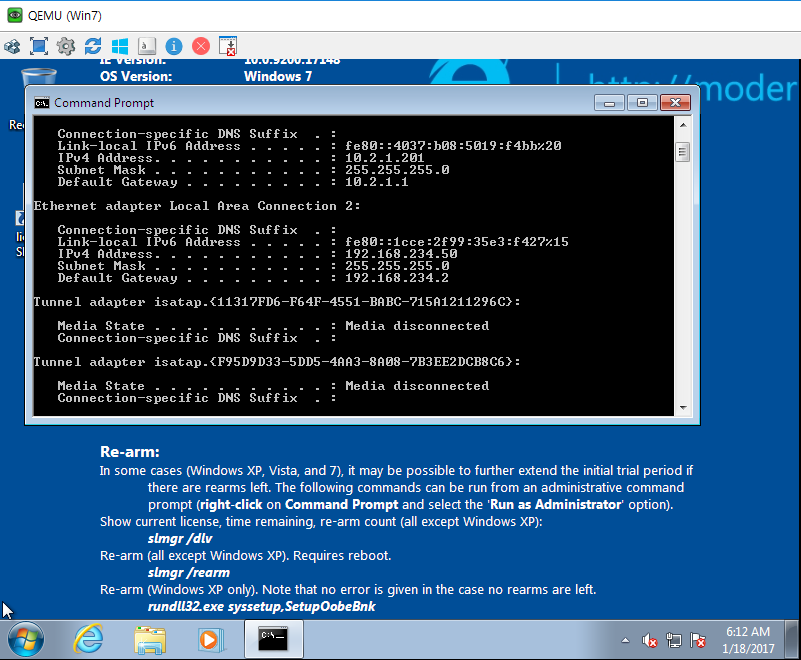 QEMU (Win7)
IE Version: 10.0.9200.17148
OS Version: Windows 7
http://moder
Command Prompt
Connection-specific DNS Suffix . :
Link-local IPv6 Address . . . . . : fe80::4037:b08:5019:f4bb%20
IPv4 Address. . . . . . . . . . . : 10.2.1.201
Subnet Mask . . . . . . . . . . . : 255.255.255.0
Default Gateway . . . . . . . . . : 10.2.1.1
Ethernet adapter Local Area Connection 2:
Connection-specific DNS Suffix . :
Link-local IPv6 Address . . . . . : fe80::1cce:2f99:35e3:f427%15
IPv4 Address. . . . . . . . . . . : 192.168.234.50
Subnet Mask . . . . . . . . . . . : 255.255.255.0
Default Gateway . . . . . . . . . : 192.168.234.2
Tunnel adapter isatap.{11317FD6-F64F-4551-BABC-715A1211296C}:
Media State . . . . . . . . . . . : Media disconnected
Connection-specific DNS Suffix . :
Tunnel adapter isatap.{F95D9D33-5DD5-4AA3-8A08-7B3EE2DCB8C6}:
Media State . . . . . . . . . . . : Media disconnected
Connection-specific DNS Suffix . :
Re-arm:
In some cases (Windows XP, Vista, and 7), it may be possible to further extend the initial trial period if
there are rearms left. The following commands can be run from an administrative command
prompt (right-click on Command Prompt and select the 'Run as Administrator' option).
Show current license, time remaining, re-arm count (all except Windows XP):
slmgr /dlv
Re-arm (all except Windows XP). Requires reboot.
slmgr /rearm
Re-arm (Windows XP only). Note that no error is given in the case no rearms are left.
rundll32.exe syssetup,SetupOobeBnk
6:12 AM
1/18/2017